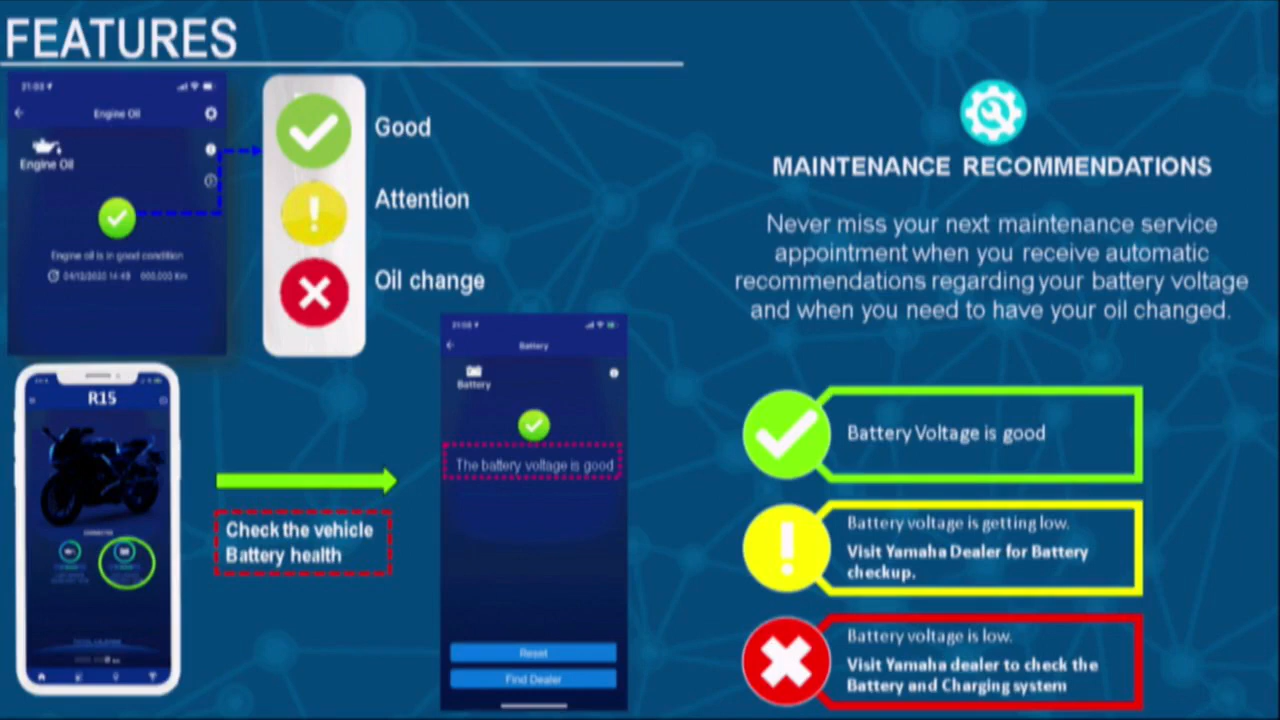 FEATURES
21:03
Engine Oil
Engine Oil
Engine oil is in good condition
Good
Attention
Oil change
R15
Check the vehicle
Battery health
Battery
Battery
The battery voltage is good
Reset
Find Dealer
MAINTENANCE RECOMMENDATIONS
Never miss your next maintenance service
appointment when you receive automatic
recommendations regarding your battery voltage
and when you need to have your oil changed.
Battery Voltage is good
Battery voltage is getting low.
Visit Yamaha Dealer for Battery
checkup.
Battery voltage is low.
Visit Yamaha dealer to check the
Battery and Charging system